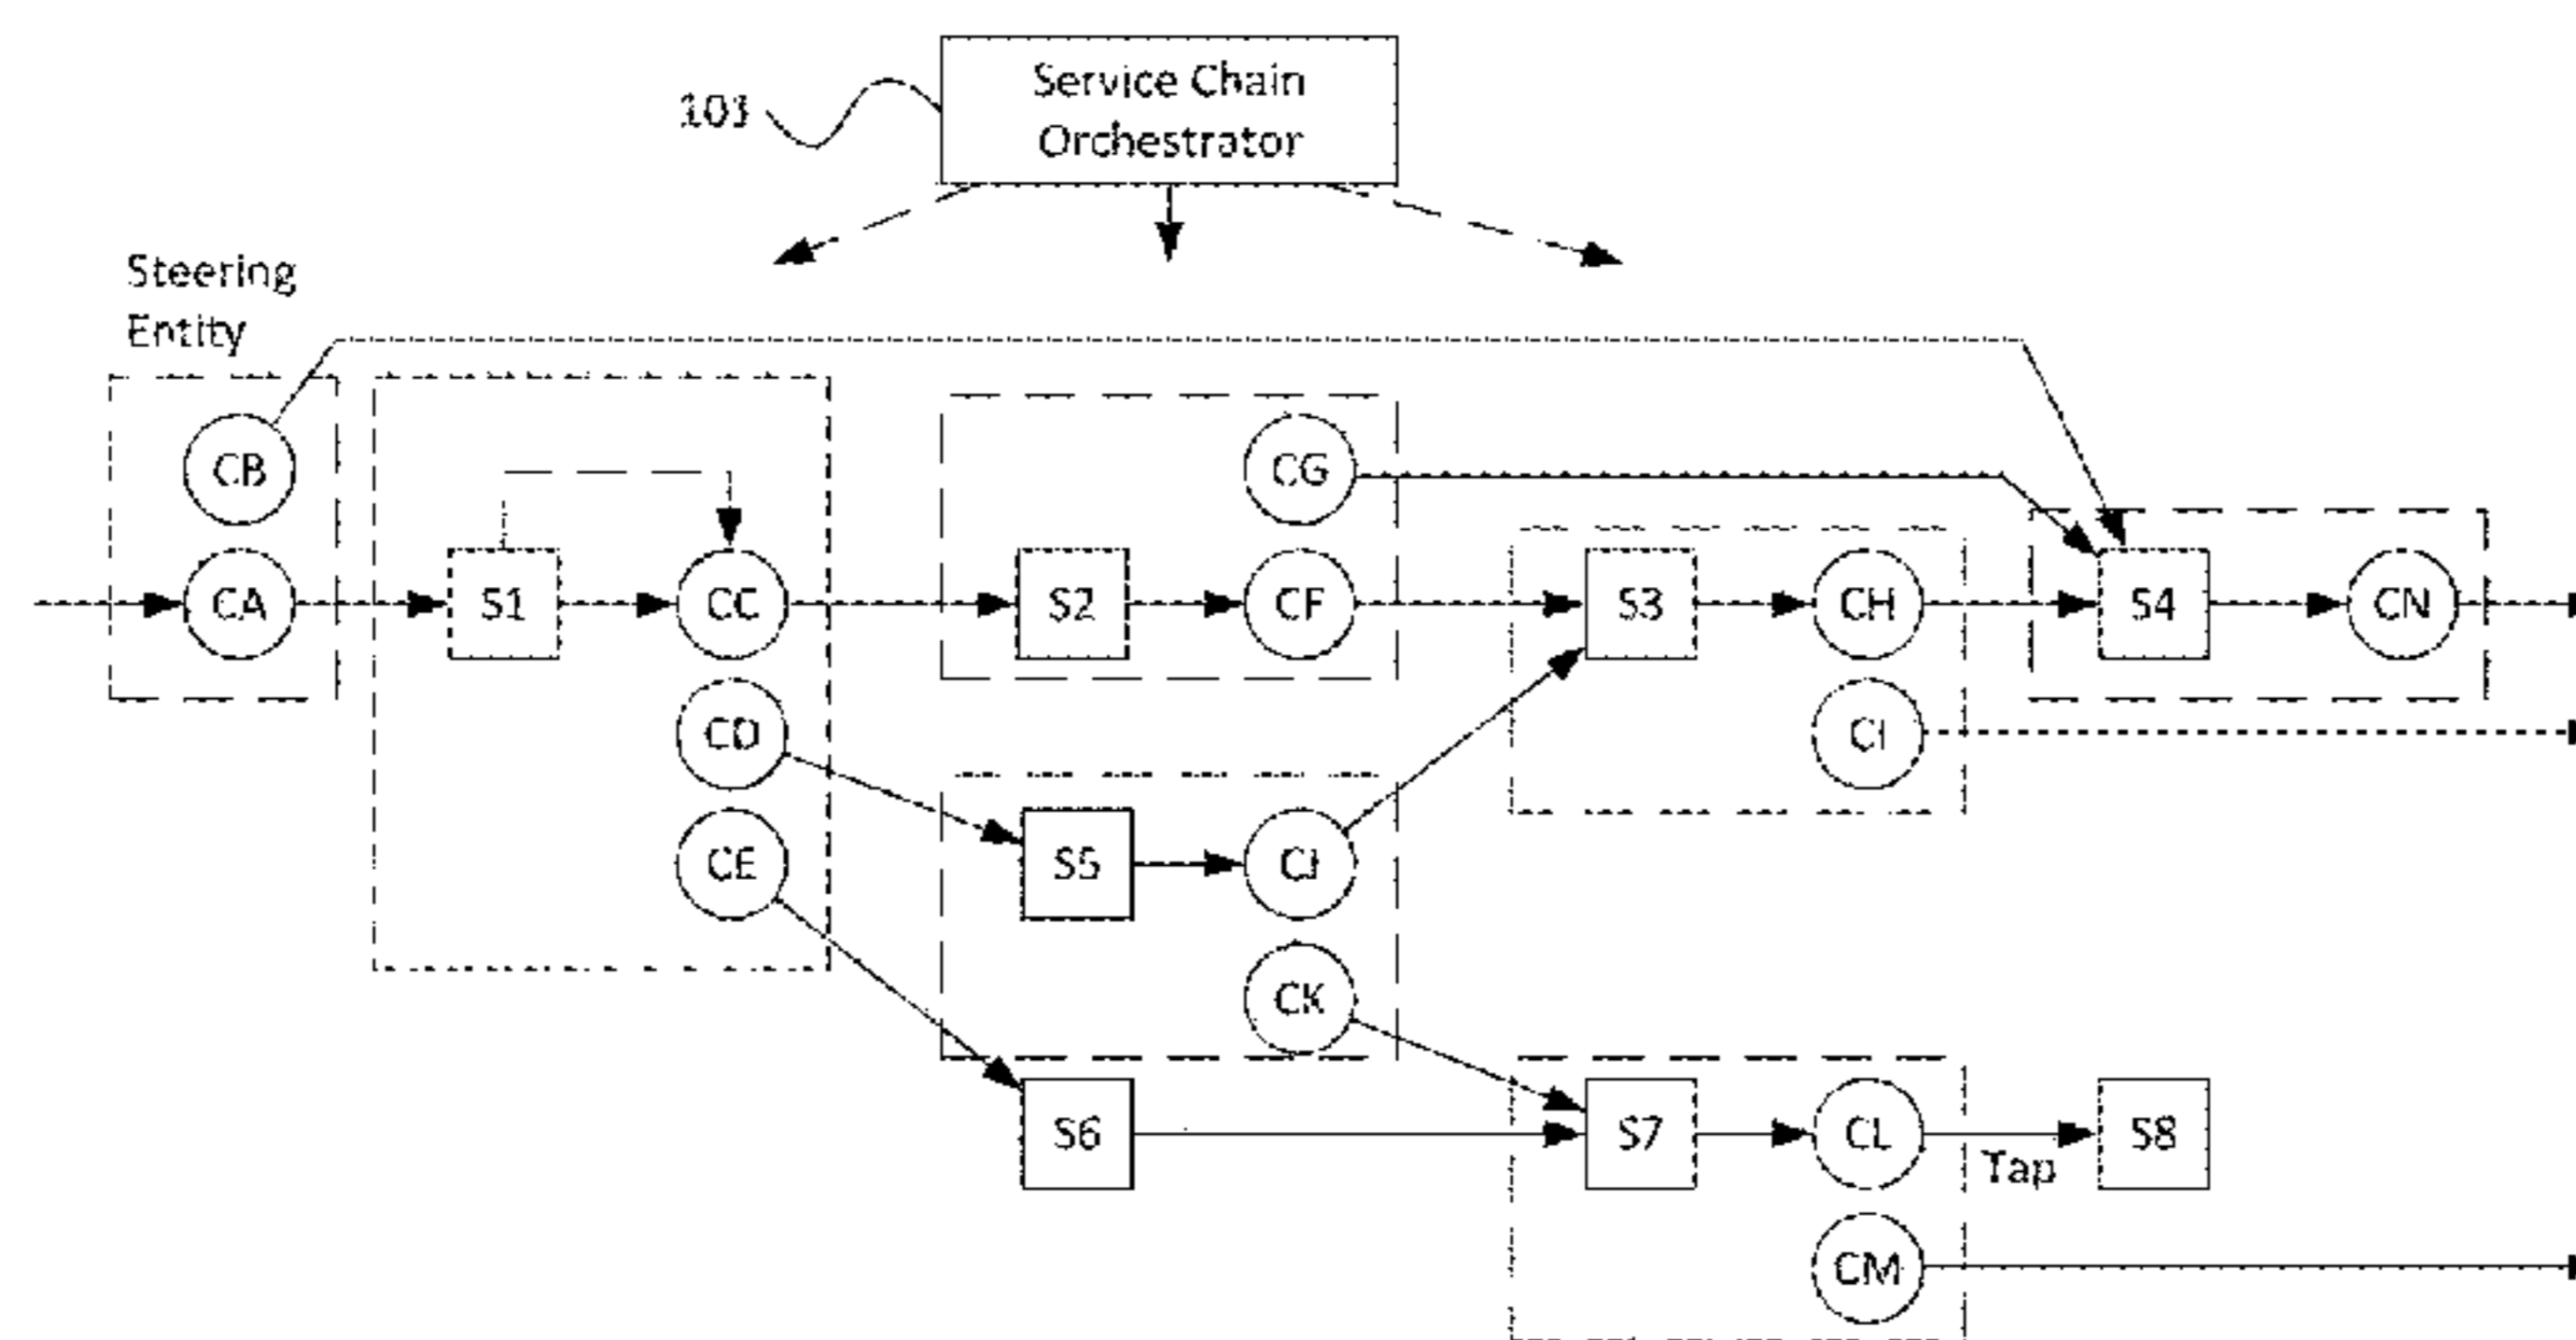 Service Chain
Orchestrator
103
Steering
Entity
CB
CG
CA
S1
CC
S2
CF
S3
CH
S4
CN
CD
CI
CE
S5
CJ
CK
S6
S7
CL
S8
Tap
CM